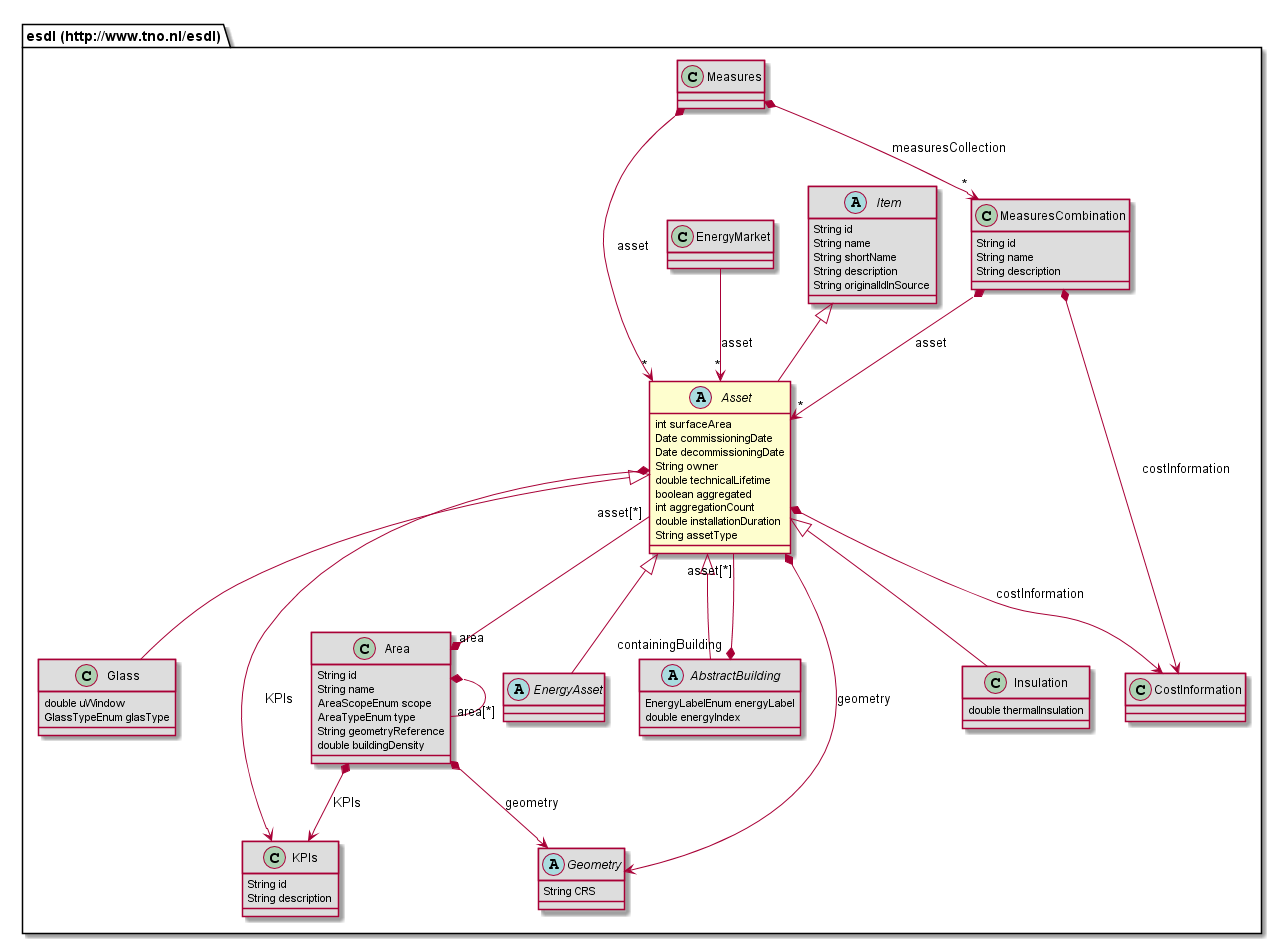 esdl (http://www.tno.nl/esdl)
C Measures
measuresCollection
*
A Item
String id
String name
String shortName
String description
String originalIdInSource
C MeasuresCombination
String id
String name
String description
C EnergyMarket
asset
asset
asset
*
*
*
A Asset
int surfaceArea
Date commissioningDate
Date decommissioningDate
String owner
double technicalLifetime
boolean aggregated
int aggregationCount
double installationDuration
String assetType
costInformation
asset[*]
asset[*]
costInformation
area
containingBuilding
C Glass
double uWindow
GlassTypeEnum glasType
KPIs
C Area
String id
String name
AreaScopeEnum scope
AreaTypeEnum type
String geometryReference
double buildingDensity
area[*]
A EnergyAsset
A AbstractBuilding
EnergyLabelEnum energyLabel
double energyIndex
geometry
C Insulation
double thermalInsulation
C CostInformation
KPIs
geometry
C KPIs
String id
String description
A Geometry
String CRS